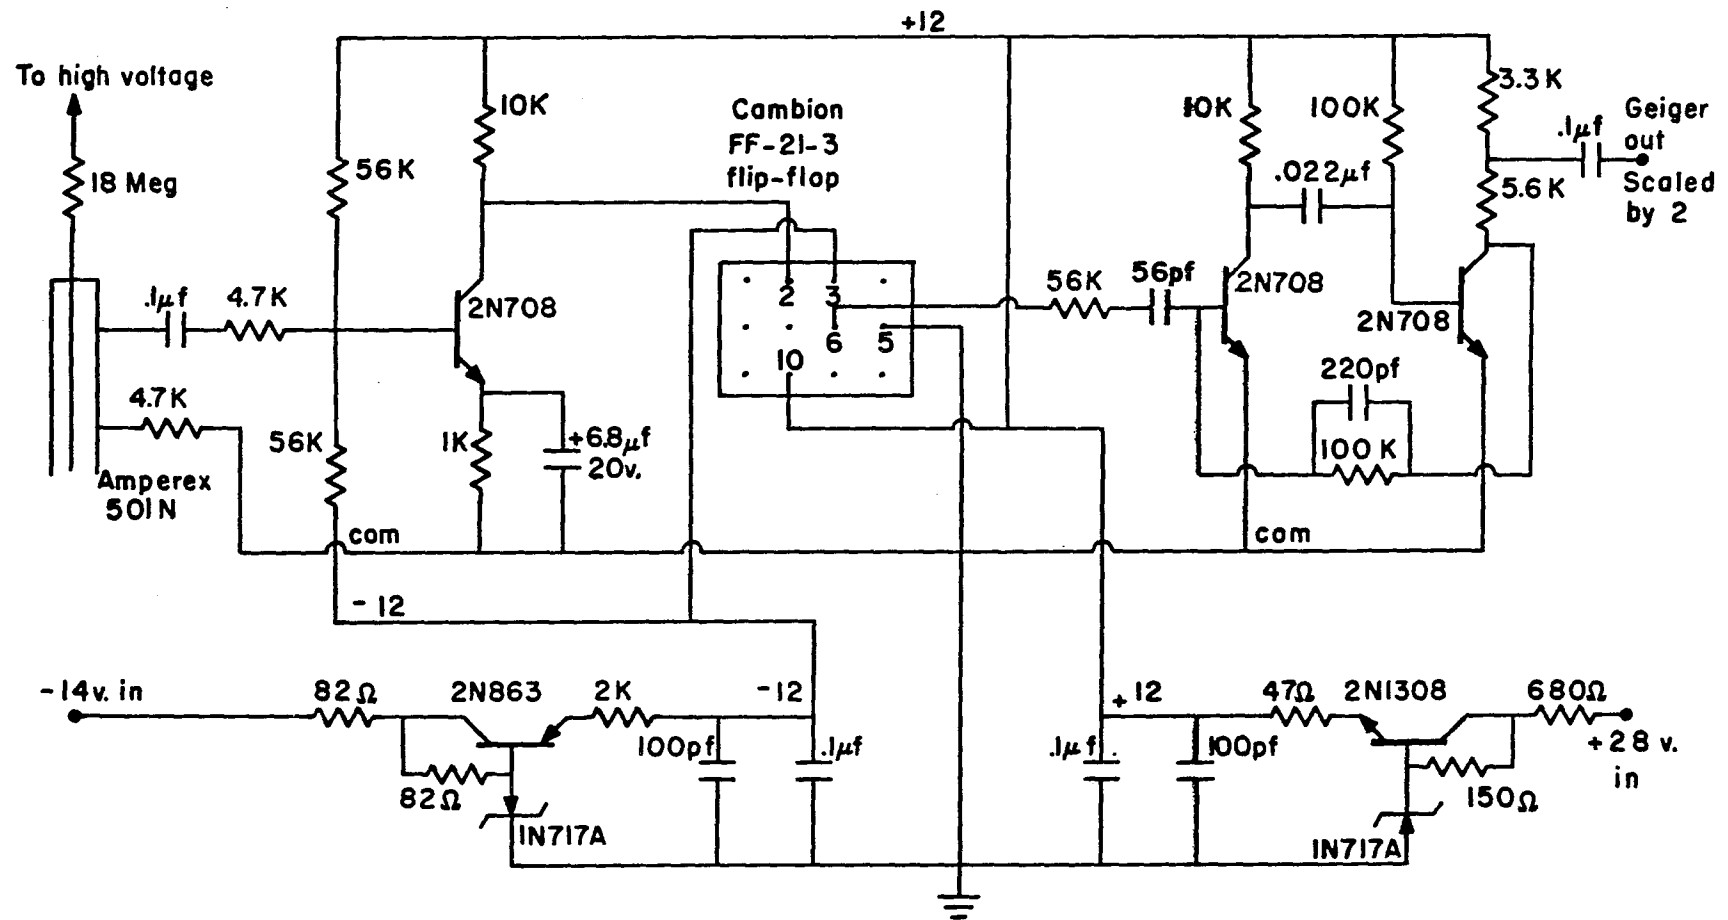 +12
To high voltage
18 Meg
56K
10K
Cambion
FF-21-3
flip-flop
10K
100K
3.3K
.1μf
Geiger
out
Scaled
by 2
.022μf
5.6K
.1μf
4.7K
2N708
2
3
6
5
10
56K
56pf
2N708
2N708
4.7K
56K
1K
+6.8μf
20v.
220pf
100K
Amperex
501N
com
com
-12
-14v. in
82Ω
2N863
2K
-12
+12
47Ω
2N1308
680Ω
+28 v.
in
100pf
.1μf
.1μf
100pf
82Ω
150Ω
1N717A
1N717A